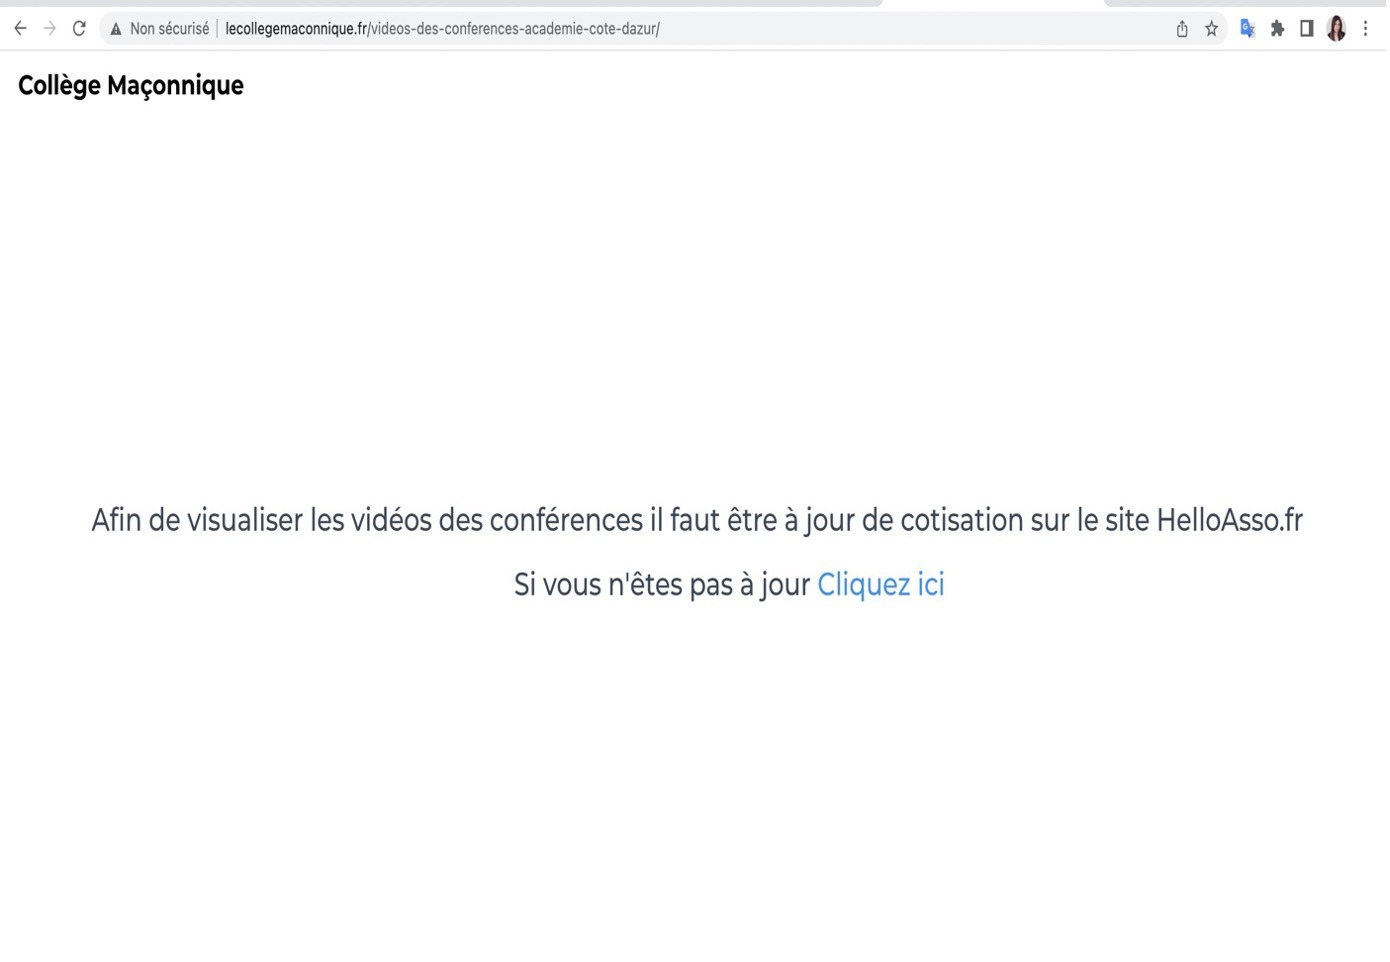 Non sécurisé lecollegemaconnique.fr/videos-des-conferences-academie-cote-dazur/
Collège Maçonnique
Afin de visualiser les vidéos des conférences il faut être à jour de cotisation sur le site HelloAsso.fr
Si vous n'êtes pas à jour Cliquez ici